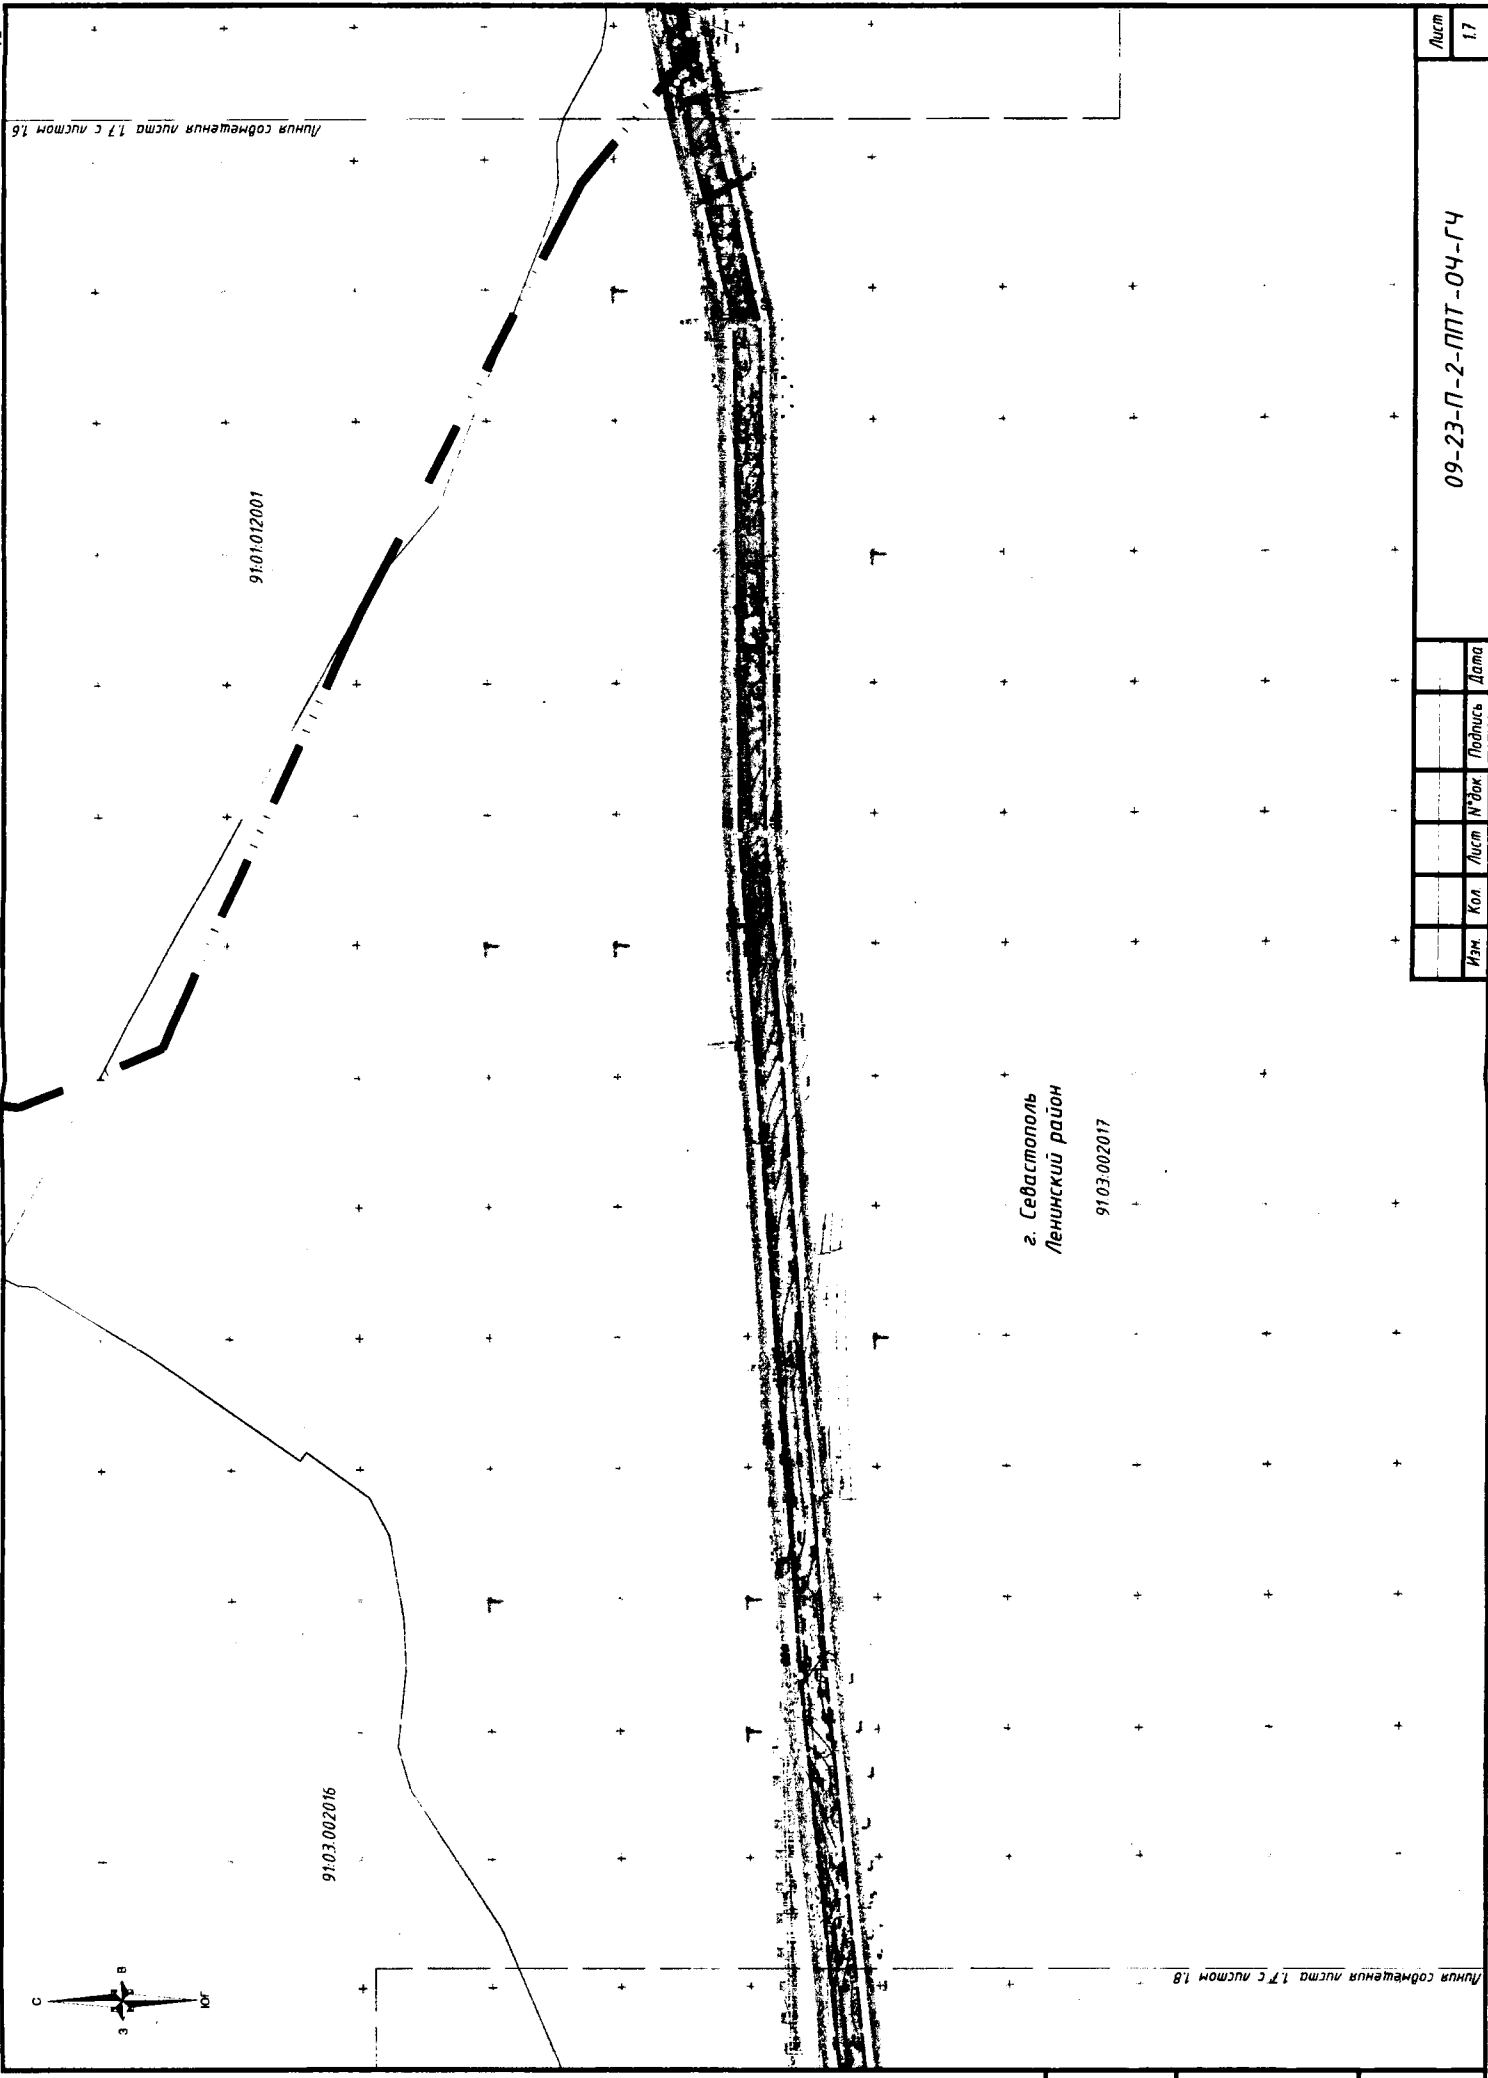 Линия совмещения листа 1.7 с листом 1.6
91:01:012001
г. Севастополь
Ленинский район
91:03:002017
91:03:002016
С
З
В
ЮГ
Линия совмещения листа 1.7 с листом 1.8
Изм. Кол. Лист №док. Подпись Дата
09-23-П-2-ППТ-ОЧ-ГЧ
Лист
1.7